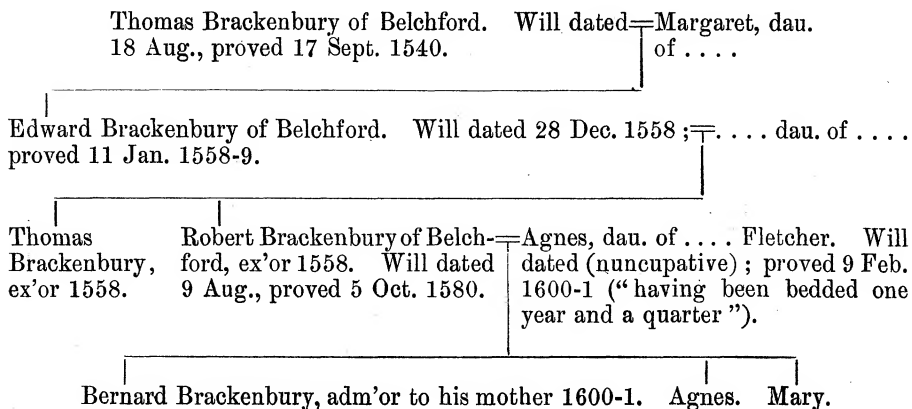 Thomas Brackenbury of Belchford. Will dated=Margaret, dau.
18 Aug., proved 17 Sept. 1540. of . . . .
Edward Brackenbury of Belchford. Will dated 28 Dec. 1558 ;=. . . . dau. of . . . .
proved 11 Jan. 1558-9.
Thomas
Brackenbury,
ex'or 1558.
Robert Brackenbury of Belch-
ford, ex'or 1558. Will dated
9 Aug., proved 5 Oct. 1580.
=Agnes, dau. of . . . . Fletcher. Will
dated (nuncupative) ; proved 9 Feb.
1600-1 (“having been bedded one
year and a quarter”).
Bernard Brackenbury, adm'or to his mother 1600-1. Agnes. Mary.